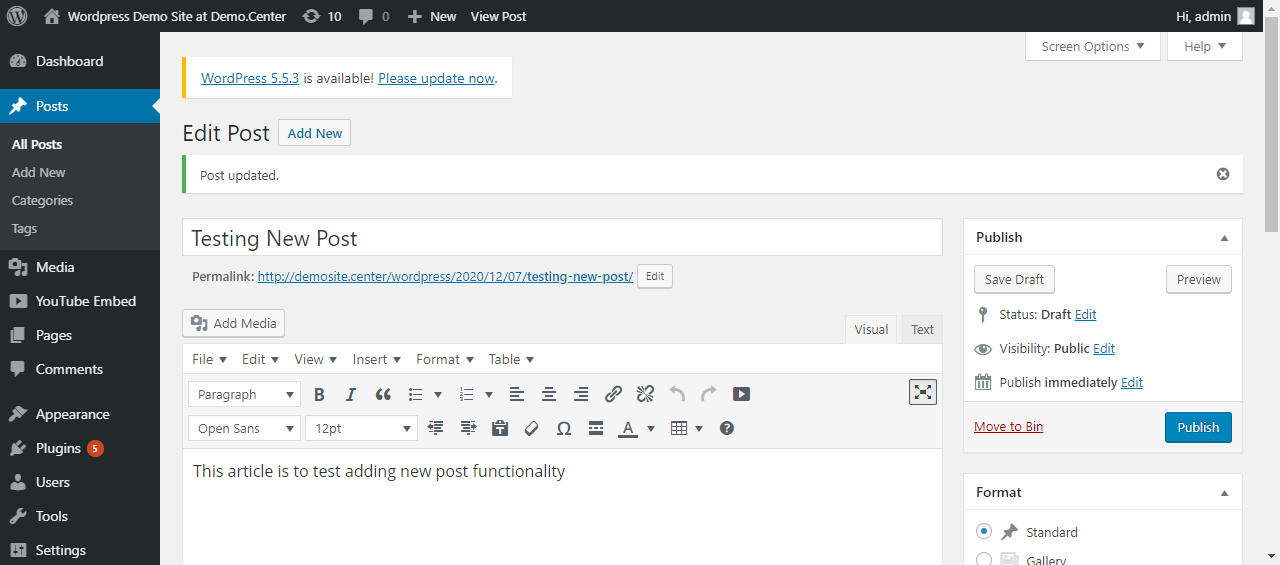 Wordpress Demo Site at Demo.Center 10 0 New View Post Hi, admin
Screen Options Help
Dashboard
Posts
All Posts
Add New
Categories
Tags
Media
YouTube Embed
Pages
Comments
Appearance
Plugins 5
Users
Tools
Settings
WordPress 5.5.3 is available! Please update now.
Edit Post Add New
Post updated.
Testing New Post
Permalink: http://demosite.center/wordpress/2020/12/07/testing-new-post/ Edit
Add Media
Visual Text
File Edit View Insert Format Table
Paragraph B I
Open Sans 12pt A
This article is to test adding new post functionality
Publish
Save Draft Preview
Status: Draft Edit
Visibility: Public Edit
Publish immediately Edit
Move to Bin Publish
Format
Standard
Gallery